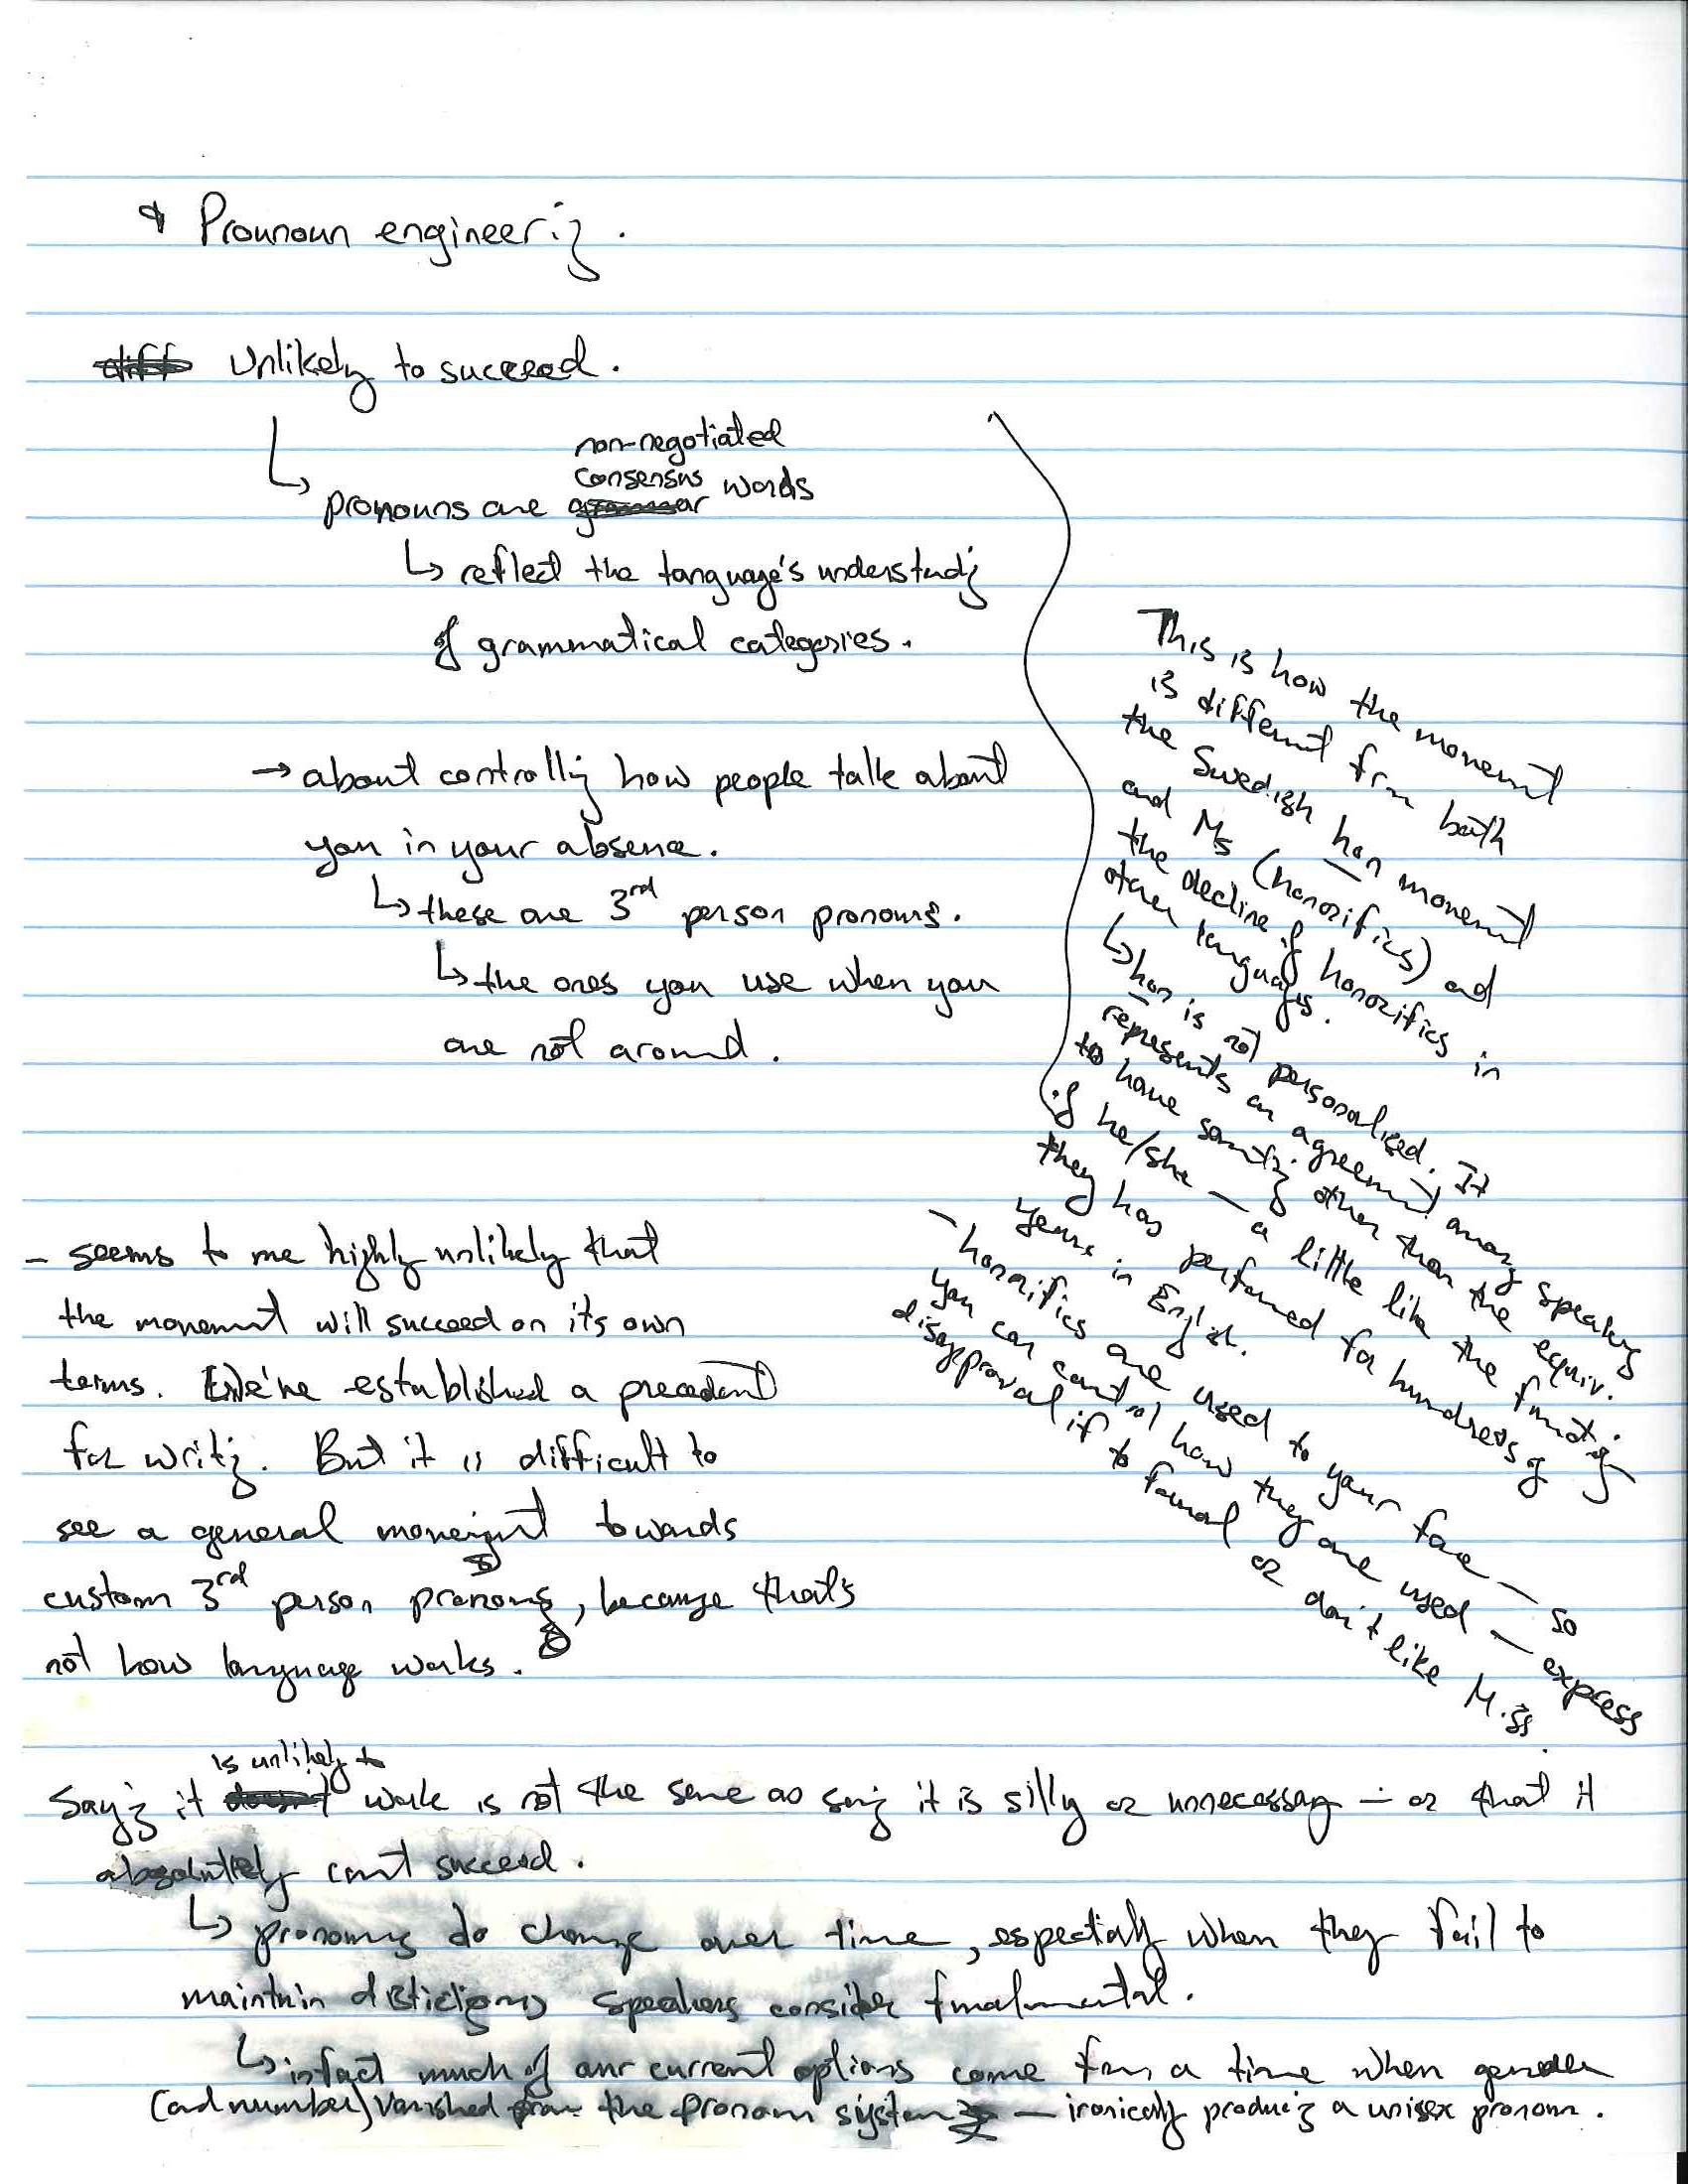 Prounoun engineering.
diff Unlikely to succeed.
non-negotiated
consensus words
pronouns are grammar
↳ reflect the language's understanding
of grammatical categories.
→ about controlling how people talk about
you in your absence.
↳ these are 3rd person pronouns.
↳ the ones you use when you
are not around.
This is how the movement
is different from both
the Swedish han movement
and Ms (honorifics) and
the decline of honorifics in
other languages.
↳ han is not personalised. It
represents an agreement among speakers
to have something other than the equiv.
of he/she — a little like the function
they has performed for hundreds of
years in English.
- honorifics are used to your face — so
you can control how they are used — express
disapproval if to formal or don't like M.ss.
- seems to me highly unlikely that
the movement will succeed on its own
terms. We've established a precedent
for writing. But it is difficult to
see a general movement towards
custom 3rd person pronouns, because that's
not how language works.
is unlikely to
Saying it doesn't work is not the same as saying it is silly or unnecessary — or that it
absolutely can't succeed.
↳ pronouns do change over time, especially when they fail to
maintain distinctions speakers consider fundamental.
↳ in fact much of our current options come from a time when gender
(and number) vanished from the pronoun system — ironically producing a unisex pronoun.